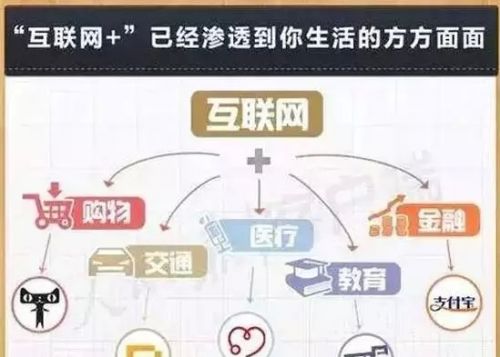 “互联网+”已经渗透到你生活的方方面面
互联网
+
购物
交通
医疗
教育
金融
支付宝